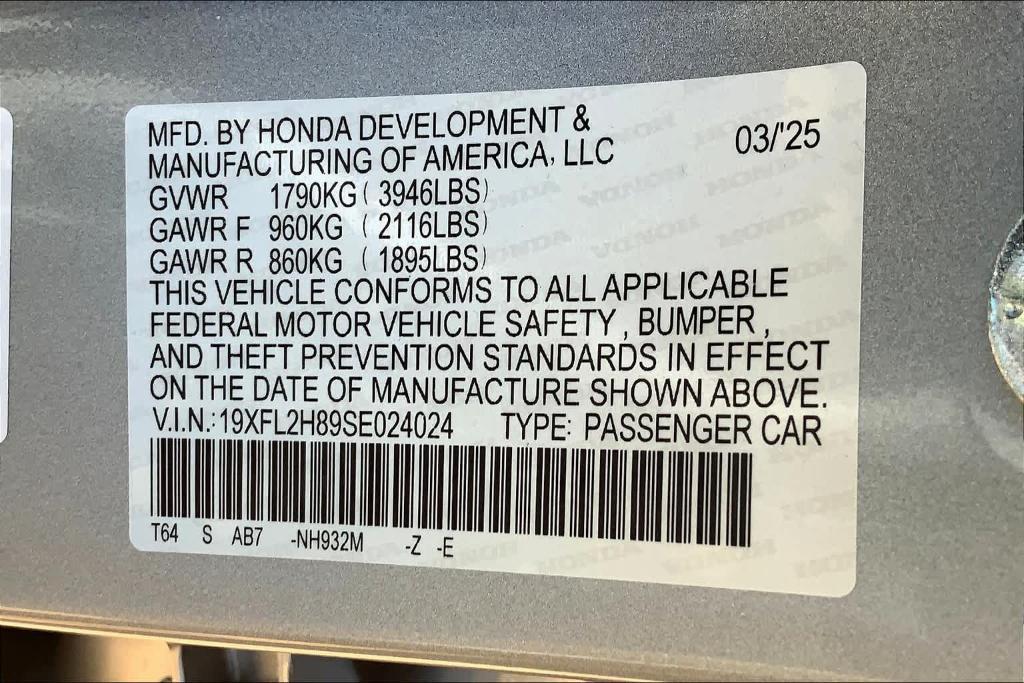 MFD. BY HONDA DEVELOPMENT &
MANUFACTURING OF AMERICA, LLC 03/'25
GVWR 1790KG ( 3946LBS)
GAWR F 960KG ( 2116LBS)
GAWR R 860KG ( 1895LBS)
THIS VEHICLE CONFORMS TO ALL APPLICABLE
FEDERAL MOTOR VEHICLE SAFETY , BUMPER ,
AND THEFT PREVENTION STANDARDS IN EFFECT
ON THE DATE OF MANUFACTURE SHOWN ABOVE.
V.I.N.: 19XFL2H89SE024024 TYPE: PASSENGER CAR
T64 S AB7 -NH932M -Z -E